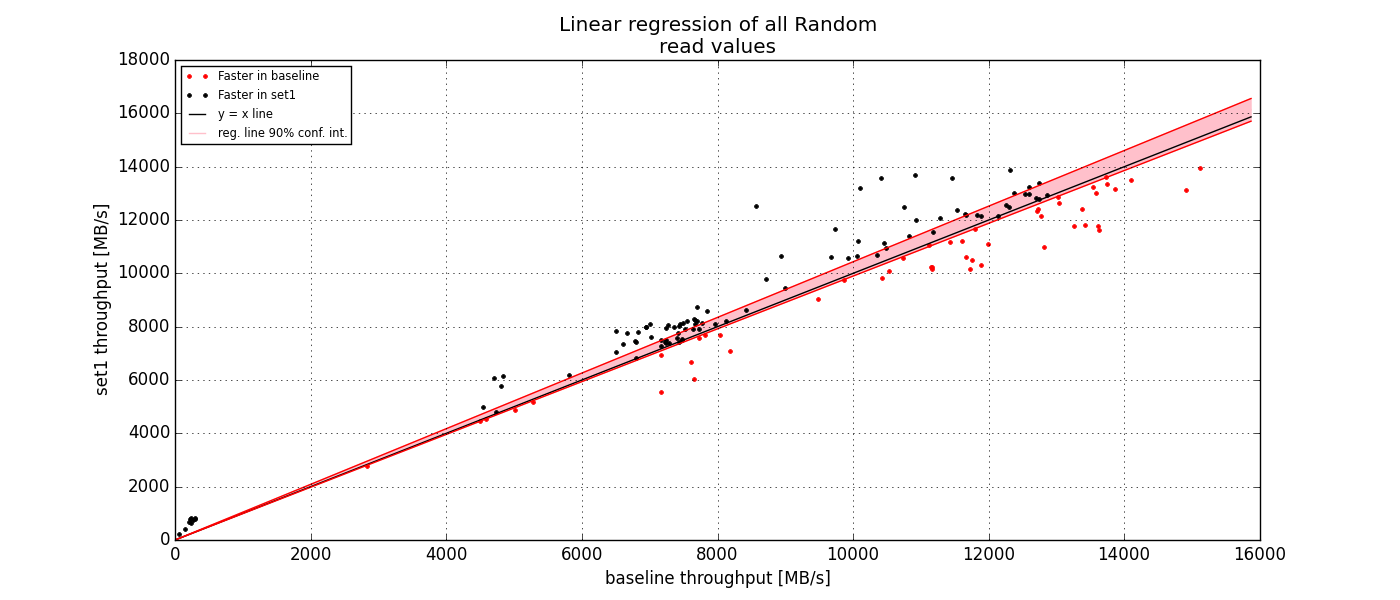 Linear regression of all Random
read values
18000
16000
14000
12000
10000
8000
6000
4000
2000
0
set1 throughput [MB/s]
Faster in baseline
Faster in set1
y = x line
reg. line 90% conf. int.
0 2000 4000 6000 8000 10000 12000 14000 16000
baseline throughput [MB/s]